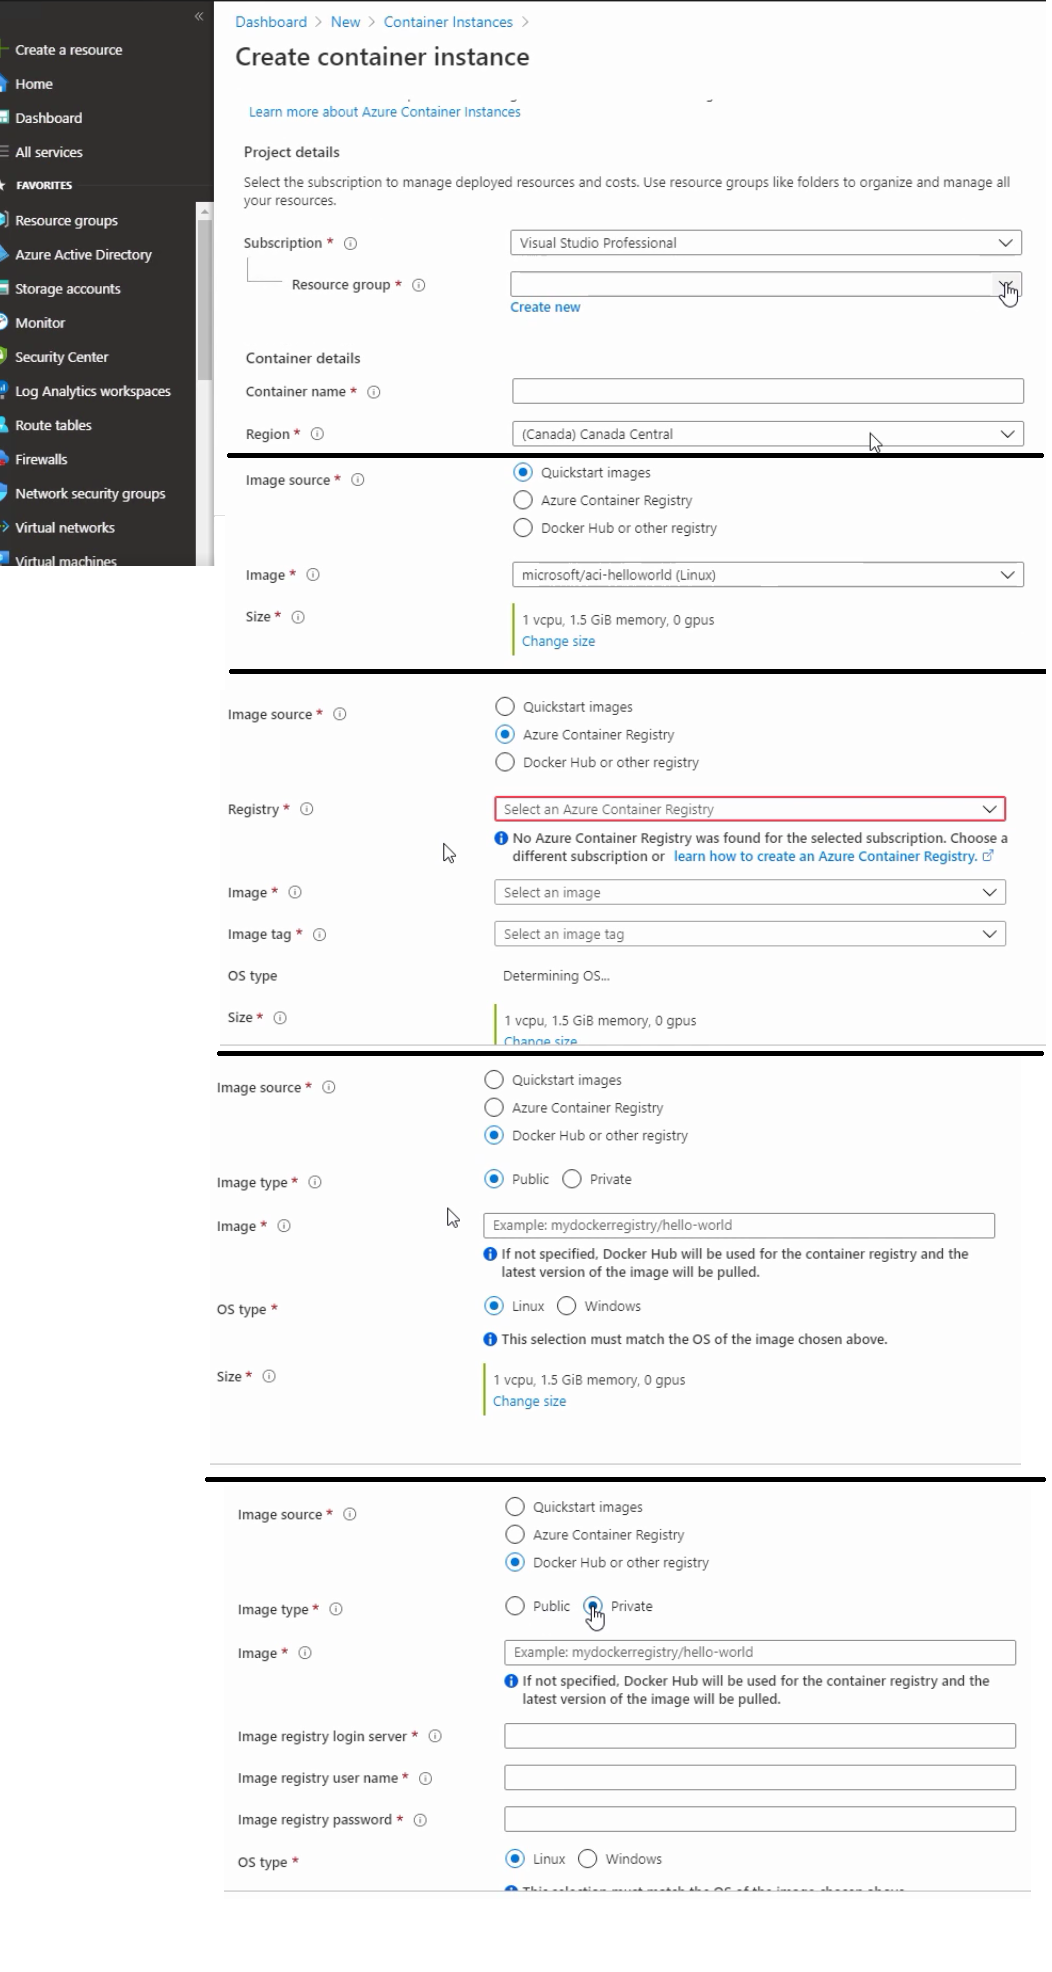 Dashboard > New > Container Instances >
Create container instance
«
Create a resource
Home
Dashboard
All services
FAVORITES
Resource groups
Azure Active Directory
Storage accounts
Monitor
Security Center
Log Analytics workspaces
Route tables
Firewalls
Network security groups
Virtual networks
Virtual machines
Learn more about Azure Container Instances
Project details
Select the subscription to manage deployed resources and costs. Use resource groups like folders to organize and manage all
your resources.
Subscription * Visual Studio Professional
Resource group *
Create new
Container details
Container name *
Region * (Canada) Canada Central
Image source * Quickstart images
Azure Container Registry
Docker Hub or other registry
Image * microsoft/aci-helloworld (Linux)
Size * 1 vcpu, 1.5 GiB memory, 0 gpus
Change size
Image source * Quickstart images
Azure Container Registry
Docker Hub or other registry
Registry * Select an Azure Container Registry
No Azure Container Registry was found for the selected subscription. Choose a
different subscription or learn how to create an Azure Container Registry.
Image * Select an image
Image tag * Select an image tag
OS type Determining OS...
Size * 1 vcpu, 1.5 GiB memory, 0 gpus
Change size
Image source * Quickstart images
Azure Container Registry
Docker Hub or other registry
Image type * Public Private
Image * Example: mydockerregistry/hello-world
If not specified, Docker Hub will be used for the container registry and the
latest version of the image will be pulled.
OS type * Linux Windows
This selection must match the OS of the image chosen above.
Size * 1 vcpu, 1.5 GiB memory, 0 gpus
Change size
Image source * Quickstart images
Azure Container Registry
Docker Hub or other registry
Image type * Public Private
Image * Example: mydockerregistry/hello-world
If not specified, Docker Hub will be used for the container registry and the
latest version of the image will be pulled.
Image registry login server *
Image registry user name *
Image registry password *
OS type * Linux Windows
This selection must match the OS of the image chosen above.